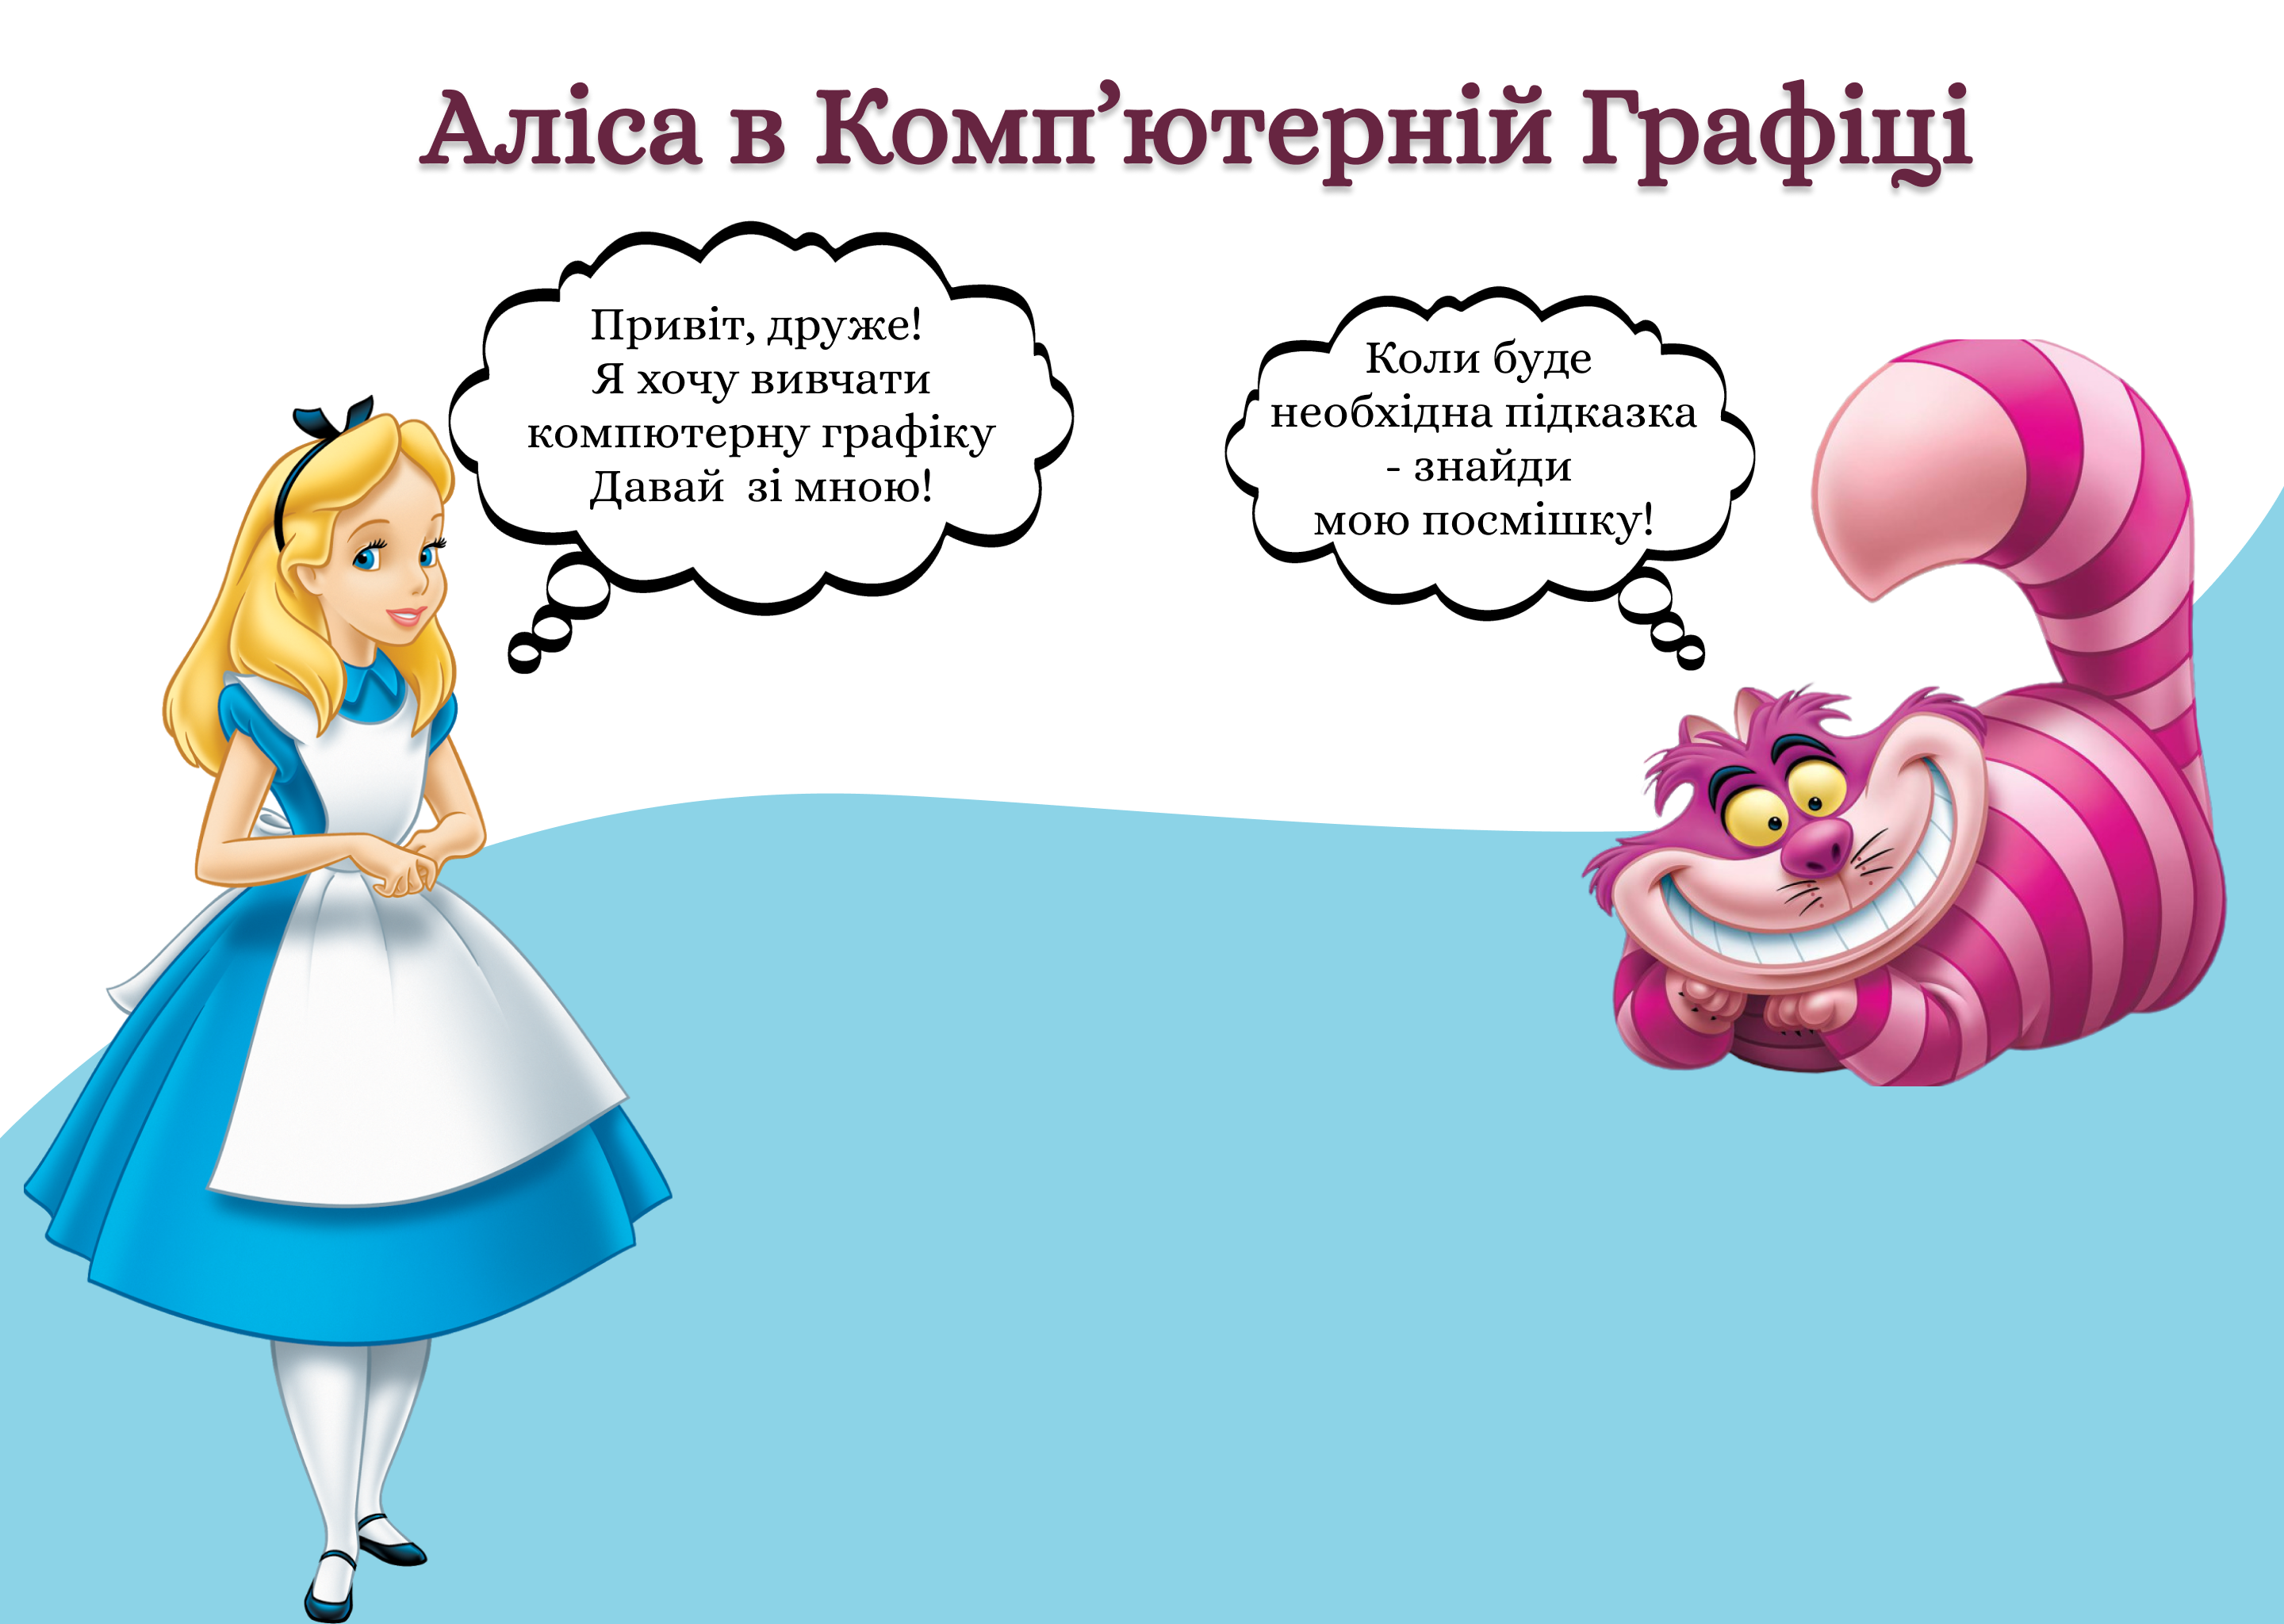 Аліса в Комп’ютерній Графіці
Привіт, друже!
Я хочу вивчати
компютерну графіку
Давай зі мною!
Коли буде
необхідна підказка
- знайди
мою посмішку!